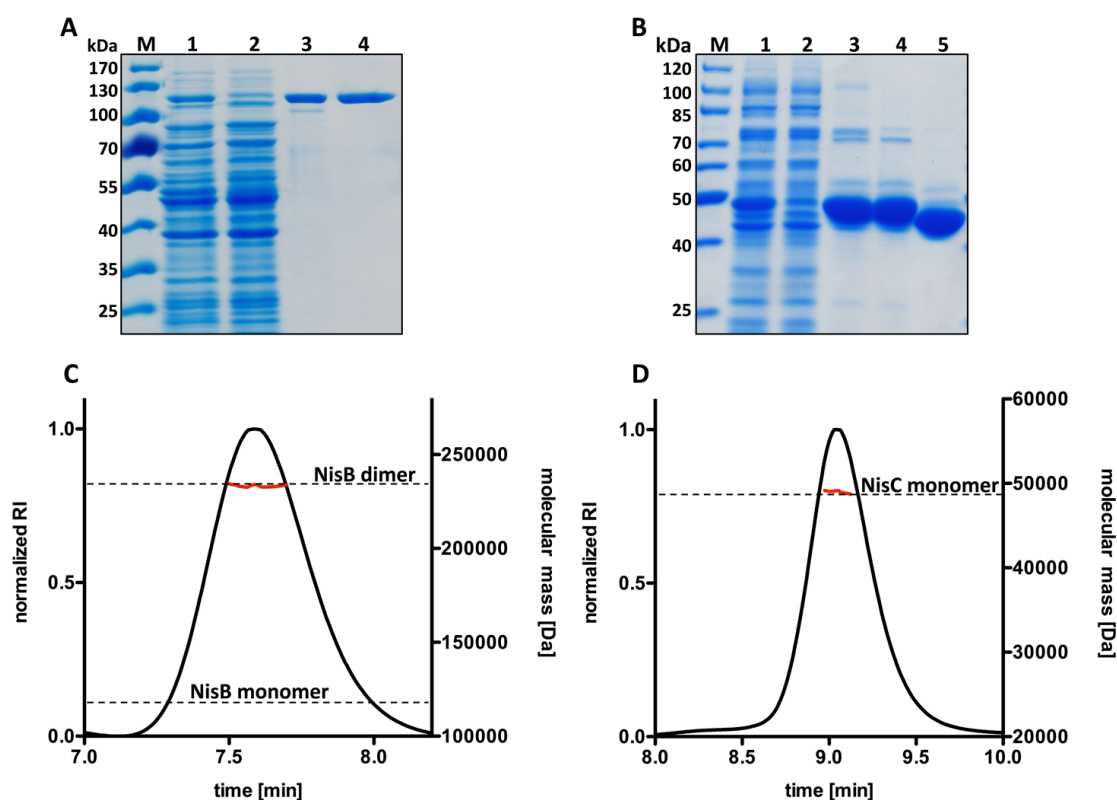 A
kDa M 1 2 3 4
170
130
100
70
55
40
35
25
B
kDa M 1 2 3 4 5
120
100
85
70
60
50
40
25
C
1.0
0.5
0.0
normalized RI
NisB dimer
NisB monomer
250000
200000
150000
100000
molecular mass [Da]
7.0 7.5 8.0
time [min]
D
1.0
0.5
0.0
normalized RI
NisC monomer
60000
50000
40000
30000
20000
molecular mass [Da]
8.0 8.5 9.0 9.5 10.0
time [min]